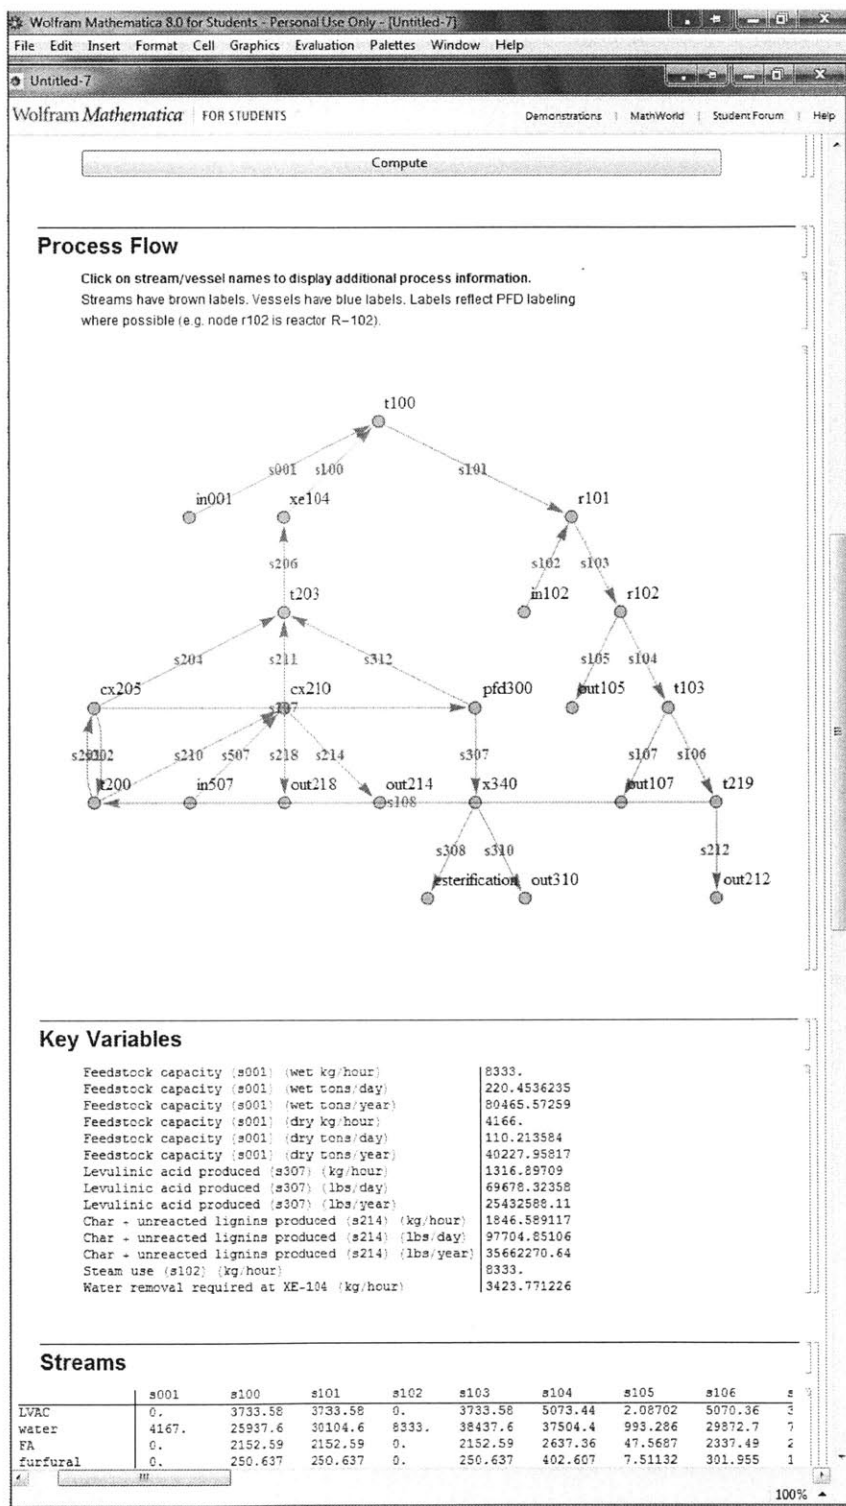 Wolfram Mathematica 8.0 for Students - Personal Use Only - [Untitled-7]
File Edit Insert Format Cell Graphics Evaluation Palettes Window Help
Untitled-7
Wolfram Mathematica FOR STUDENTS Demonstrations | MathWorld | Student Forum | Help
Compute
Process Flow
Click on stream/vessel names to display additional process information.
Streams have brown labels. Vessels have blue labels. Labels reflect PFD labeling
where possible (e.g. node r102 is reactor R-102).
t100
s001 s100 s101
in001 xe104 r101
s206 s102 s103
t203 in102 r102
s204 s211 s312 s105 s104
cx205 cx210 pfd300 out105 t103
s210 s507 s218 s214 s307 s107 s106
t200 in507 out218 out214 x340 out107 t219
s108
s308 s310 s212
esterification out310 out212
Key Variables
Feedstock capacity (s001) (wet kg/hour) 8333.
Feedstock capacity (s001) (wet tons/day) 220.4536235
Feedstock capacity (s001) (wet tons/year) 80465.57259
Feedstock capacity (s001) (dry kg/hour) 4166.
Feedstock capacity (s001) (dry tons/day) 110.213584
Feedstock capacity (s001) (dry tons/year) 40227.95817
Levulinic acid produced (s307) (kg/hour) 1316.89709
Levulinic acid produced (s307) (lbs/day) 69678.32358
Levulinic acid produced (s307) (lbs/year) 25432588.11
Char + unreacted lignins produced (s214) (kg/hour) 1846.589117
Char + unreacted lignins produced (s214) (lbs/day) 97704.85106
Char + unreacted lignins produced (s214) (lbs/year) 35662270.64
Steam use (s102) (kg/hour) 8333.
Water removal required at XE-104 (kg/hour) 3423.771226
Streams
s001 s100 s101 s102 s103 s104 s105 s106 s
LVAC 0. 3733.58 3733.58 0. 3733.58 5073.44 2.08702 5070.36 3
water 4167. 25937.6 30104.6 8333. 38437.6 37504.4 993.286 29872.7 7
FA 0. 2152.59 2152.59 0. 2152.59 2637.36 47.5687 2337.49 2
furfural 0. 250.637 250.637 0. 250.637 402.607 7.51132 301.955 1
100%